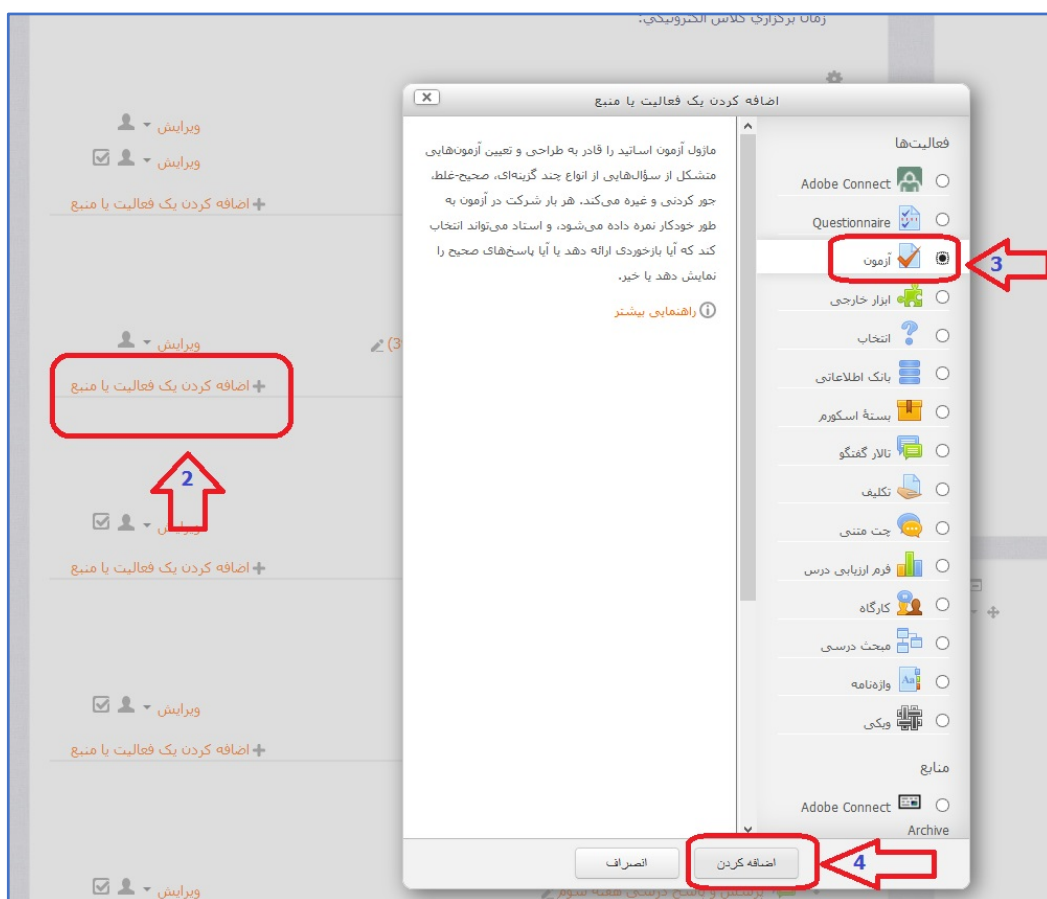 زمان برگزاري کلاس الکترونيکي:
اضافه کردن یک فعالیت یا منبع
فعالیت‌ها
Adobe Connect
Questionnaire
آزمون
3
ابزار خارجی
انتخاب
بانک اطلاعاتی
بستهٔ اسکورم
تالار گفتگو
تکلیف
چت متنی
فرم ارزیابی درس
کارگاه
مبحث درسی
واژه‌نامه
ویکی
منابع
Adobe Connect
Archive
ماژول آزمون اساتید را قادر به طراحی و تعیین آزمون‌هایی
متشکل از سؤال‌هایی از انواع چند گزینه‌ای، صحیح-غلط،
جور کردنی و غیره می‌کند. هر بار شرکت در آزمون به
طور خودکار نمره داده می‌شود، و استاد می‌تواند انتخاب
کند که آیا بازخوردی ارائه دهد یا آیا پاسخ‌های صحیح را
نمایش دهد یا خیر.
راهنمایی بیشتر
اضافه کردن
انصراف
4
ویرایش
ویرایش
اضافه کردن یک فعالیت یا منبع
ویرایش
اضافه کردن یک فعالیت یا منبع
2
ویرایش
اضافه کردن یک فعالیت یا منبع
ویرایش
اضافه کردن یک فعالیت یا منبع
پرسش و پاسخ درسی هفته سوم
ویرایش